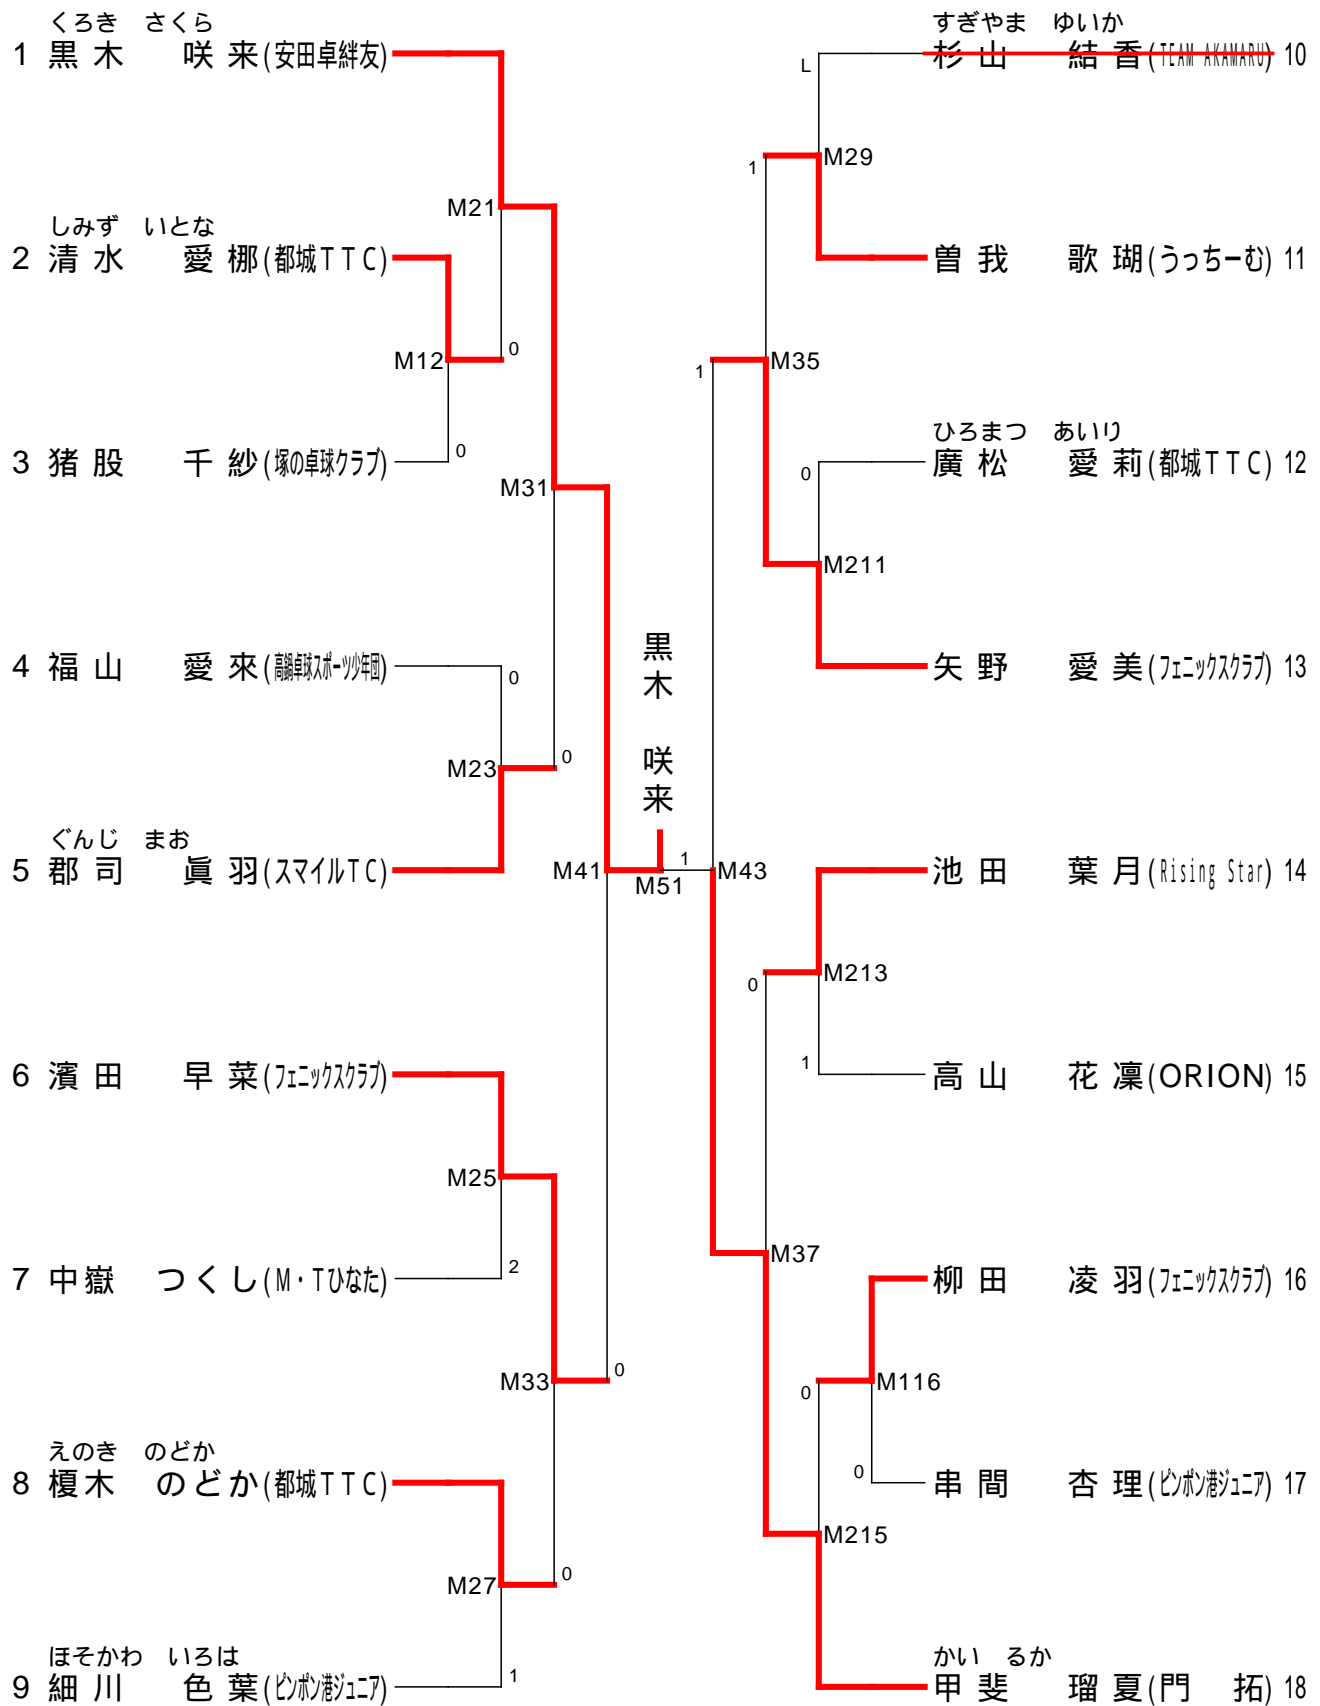 くろき　さくら
1 黒木　咲来(安田卓絆友)
M21
しみず　いとな
2 清水　愛梛(都城TTC)
M12
0
0
3 猪股　千紗(塚の卓球クラブ)
M31
4 福山　愛來(高鍋卓球スポーツ少年団)
0
M23
0
ぐんじ　まお
5 郡司　眞羽(スマイルTC)
M41
6 濱田　早菜(フェニックスクラブ)
M25
2
7 中嶽　つくし(M・Tひなた)
M33
0
えのき　のどか
8 榎木　のどか(都城TTC)
M27
0
ほそかわ　いろは
1
9 細川　色葉(ピンポン港ジュニア)
黒木　咲来
M51
1
すぎやま　ゆいか
L
杉山　結香(TEAM AKAMARU) 10
M29
1
曽我　歌瑚(うっちーむ) 11
M35
1
ひろまつ　あいり
0
廣松　愛莉(都城TTC) 12
M211
矢野　愛美(フェニックスクラブ) 13
M43
池田　葉月(Rising Star) 14
M213
0
1
高山　花凜(ORION) 15
M37
柳田　凌羽(フェニックスクラブ) 16
M116
0
0
串間　杏理(ピンポン港ジュニア) 17
M215
かい　るか
甲斐　瑠夏(門　拓) 18